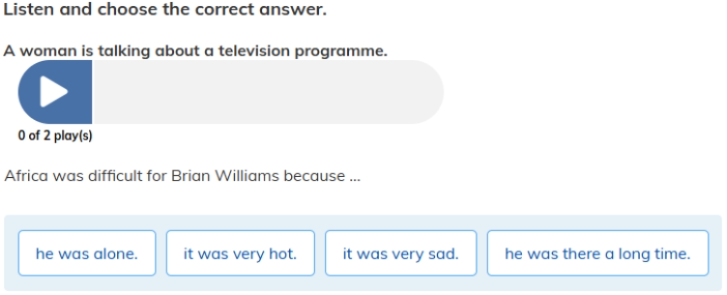 Listen and choose the correct answer.
A woman is talking about a television programme.
0 of 2 play(s)
Africa was difficult for Brian Williams because ...
he was alone. it was very hot. it was very sad. he was there a long time.